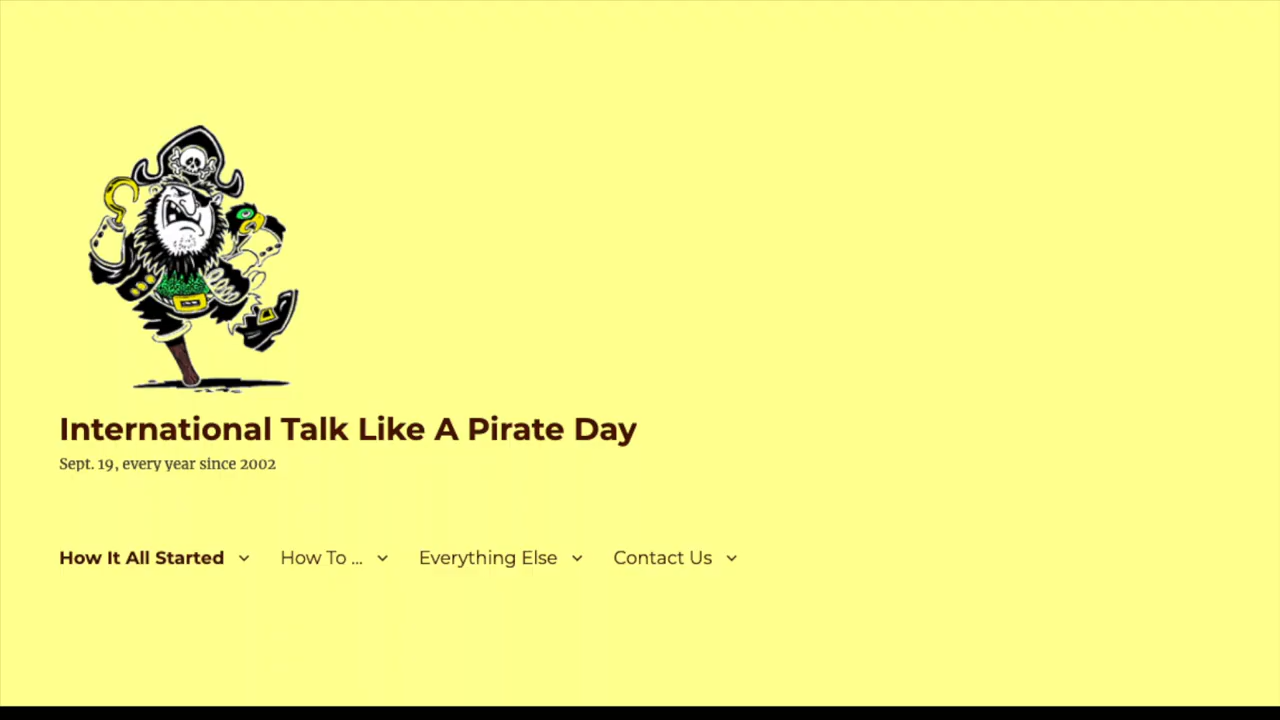 International Talk Like A Pirate Day
Sept. 19, every year since 2002
How It All Started How To ... Everything Else Contact Us